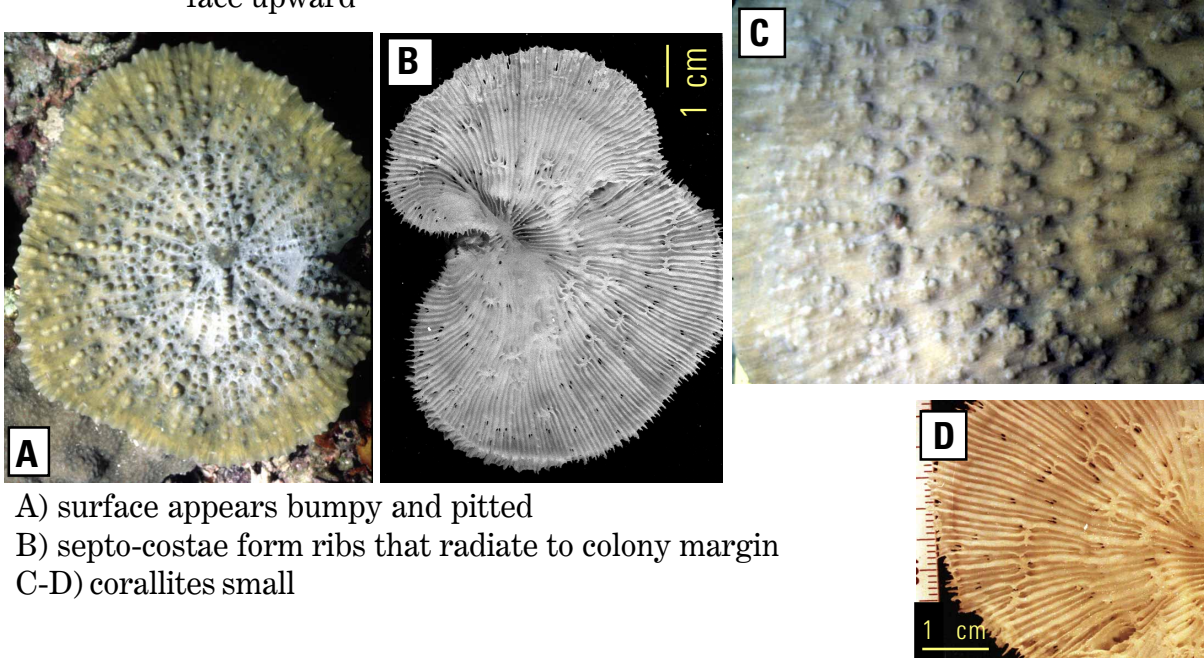 face upward
A
B
1 cm
C
D
1 cm
A) surface appears bumpy and pitted
B) septo-costae form ribs that radiate to colony margin
C-D) corallites small